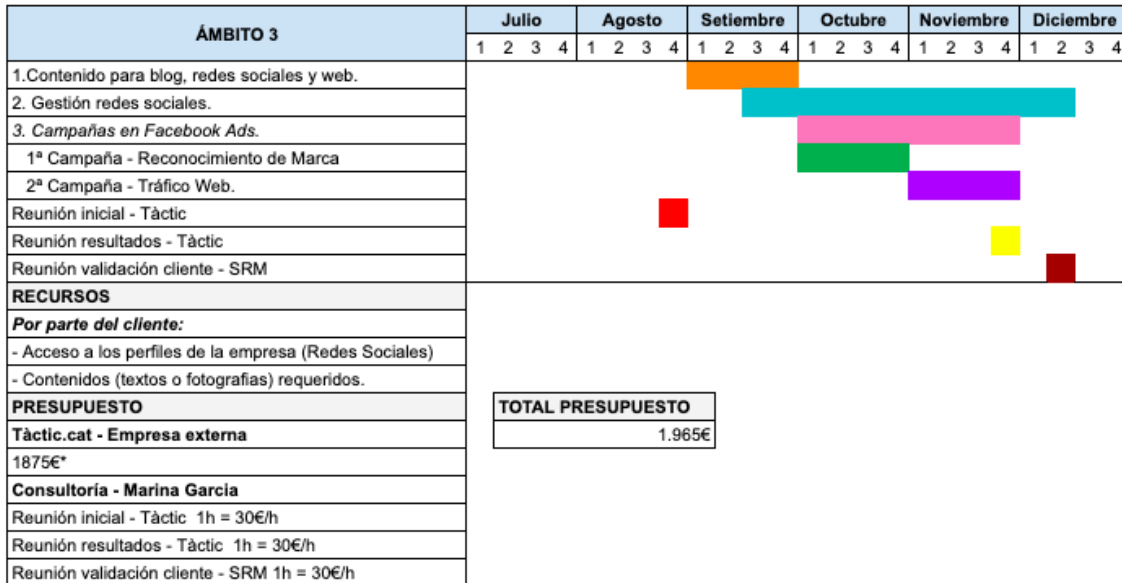 ÁMBITO 3
Julio Agosto Setiembre Octubre Noviembre Diciembre
1 2 3 4 1 2 3 4 1 2 3 4 1 2 3 4 1 2 3 4 1 2 3 4
1.Contenido para blog, redes sociales y web.
2. Gestión redes sociales.
3. Campañas en Facebook Ads.
1ª Campaña - Reconocimiento de Marca
2ª Campaña - Tráfico Web.
Reunión inicial - Tàctic
Reunión resultados - Tàctic
Reunión validación cliente - SRM
RECURSOS
Por parte del cliente:
- Acceso a los perfiles de la empresa (Redes Sociales)
- Contenidos (textos o fotografias) requeridos.
PRESUPUESTO
TOTAL PRESUPUESTO
Tàctic.cat - Empresa externa
1.965€
1875€*
Consultoría - Marina Garcia
Reunión inicial - Tàctic 1h = 30€/h
Reunión resultados - Tàctic 1h = 30€/h
Reunión validación cliente - SRM 1h = 30€/h